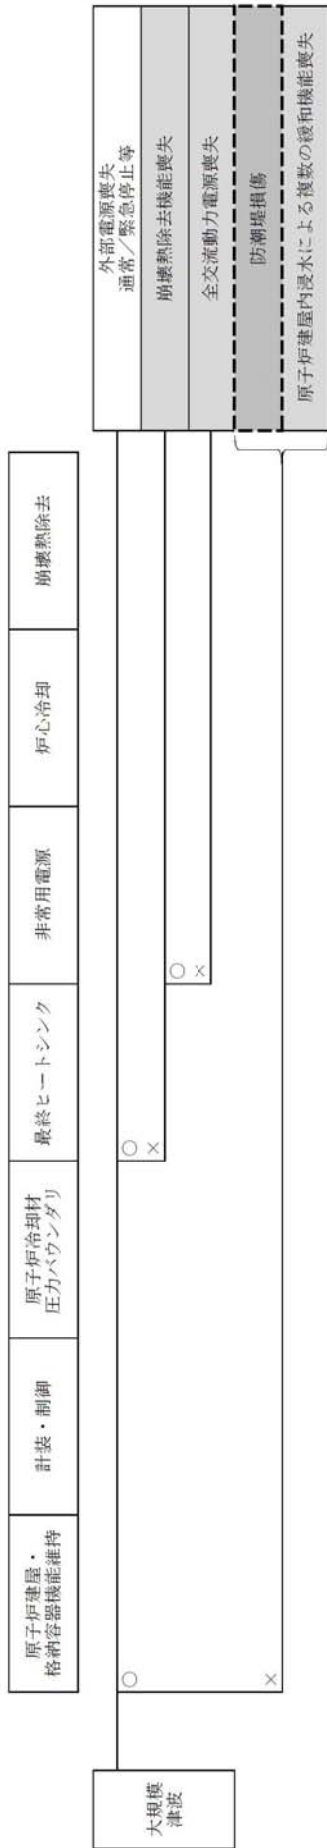 大規模
津波
原子炉建屋・
格納容器機能維持
計装・制御
原子炉冷却材
圧力バウンダリ
最終ヒートシンク
非常用電源
炉心冷却
崩壊熱除去
○
×
○
×
○
×
外部電源喪失
通常／緊急停止等
崩壊熱除去機能喪失
全交流動力電源喪失
防潮堤損傷
原子炉建屋内浸水による複数の緩和機能喪失